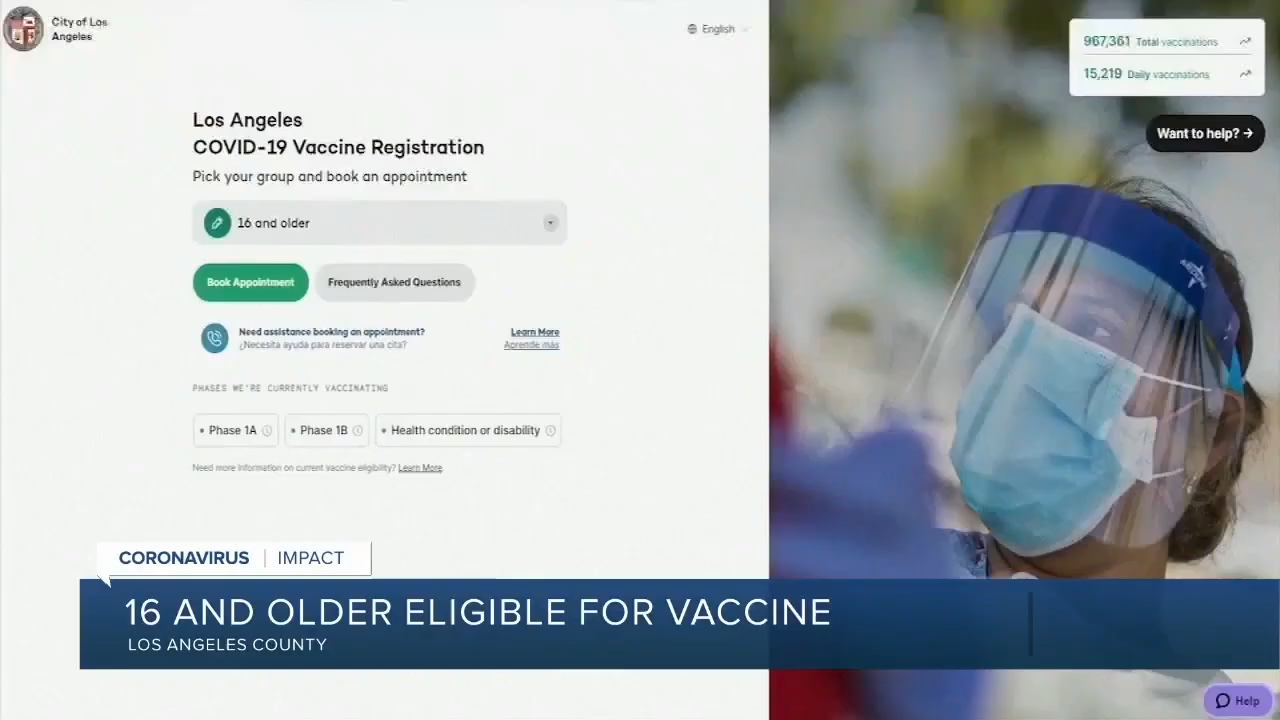 City of Los
Angeles
English
967,361 Total vaccinations
15,219 Daily vaccinations
Want to help? →
Los Angeles
COVID-19 Vaccine Registration
Pick your group and book an appointment
16 and older
Book Appointment
Frequently Asked Questions
Need assistance booking an appointment?
Learn More
¿Necesita ayuda para reservar una cita?
Aprende más
PHASES WE'RE CURRENTLY VACCINATING
Phase 1A
Phase 1B
Health condition or disability
Need more information on current vaccine eligibility? Learn More
CORONAVIRUS | IMPACT
16 AND OLDER ELIGIBLE FOR VACCINE
LOS ANGELES COUNTY
Help